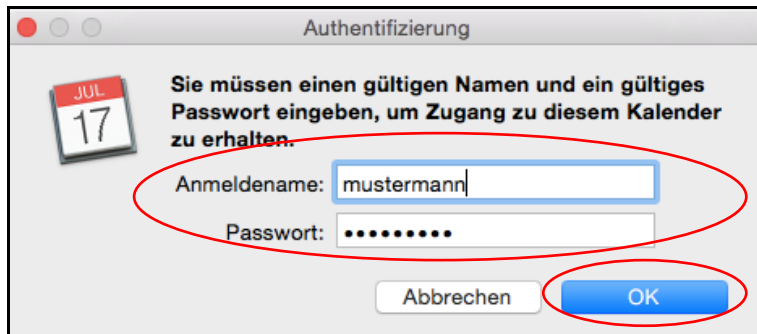 Authentifizierung
JUL
17
Sie müssen einen gültigen Namen und ein gültiges
Passwort eingeben, um Zugang zu diesem Kalender
zu erhalten.
Anmeldename: mustermann
Passwort: •••••••••
Abbrechen OK